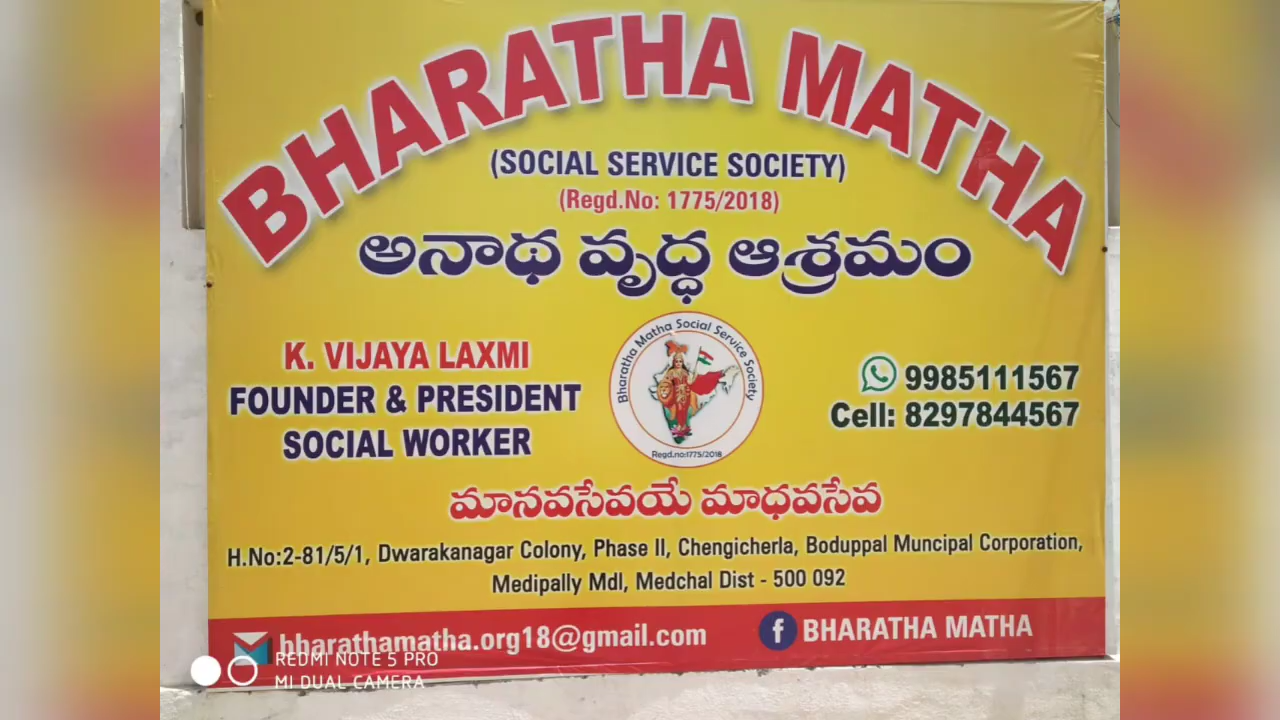 BHARATHA MATHA
(SOCIAL SERVICE SOCIETY)
(Regd.No: 1775/2018)
అనాథ వృద్ధ ఆశ్రమం
K. VIJAYA LAXMI
FOUNDER & PRESIDENT
SOCIAL WORKER
Bharatha Matha Social Service Society
Regd.no:1775/2018
9985111567
Cell: 8297844567
మానవసేవయే మాధవసేవ
H.No:2-81/5/1, Dwarakanagar Colony, Phase II, Chengicherla, Boduppal Muncipal Corporation,
Medipally Mdl, Medchal Dist - 500 092
bharathamatha.org18@gmail.com
f BHARATHA MATHA
REDMI NOTE 5 PRO
MI DUAL CAMERA